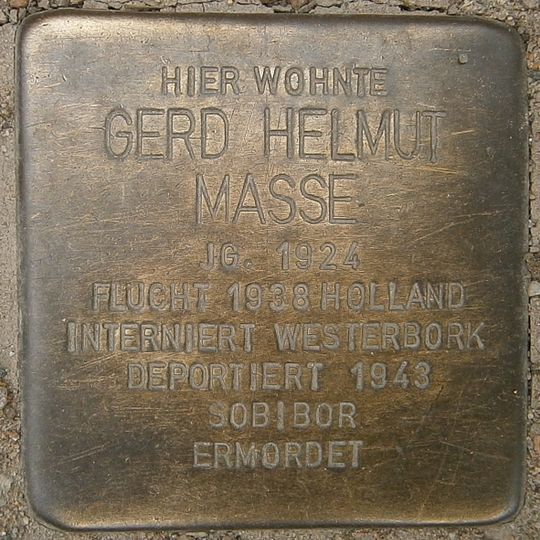 HIER WOHNTE
GERD HELMUT
MASSE
JG. 1924
FLUCHT 1938 HOLLAND
INTERNIERT WESTERBORK
DEPORTIERT 1943
SOBIBOR
ERMORDET